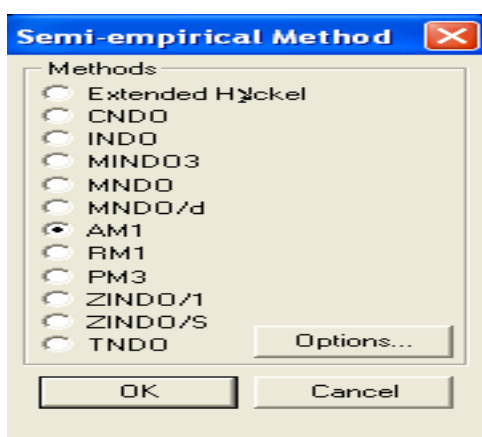 Semi-empirical Method
Methods
Extended Hückel
CNDO
INDO
MINDO3
MNDO
MNDO/d
AM1
RM1
PM3
ZINDO/1
ZINDO/S
TNDO
Options...
OK
Cancel